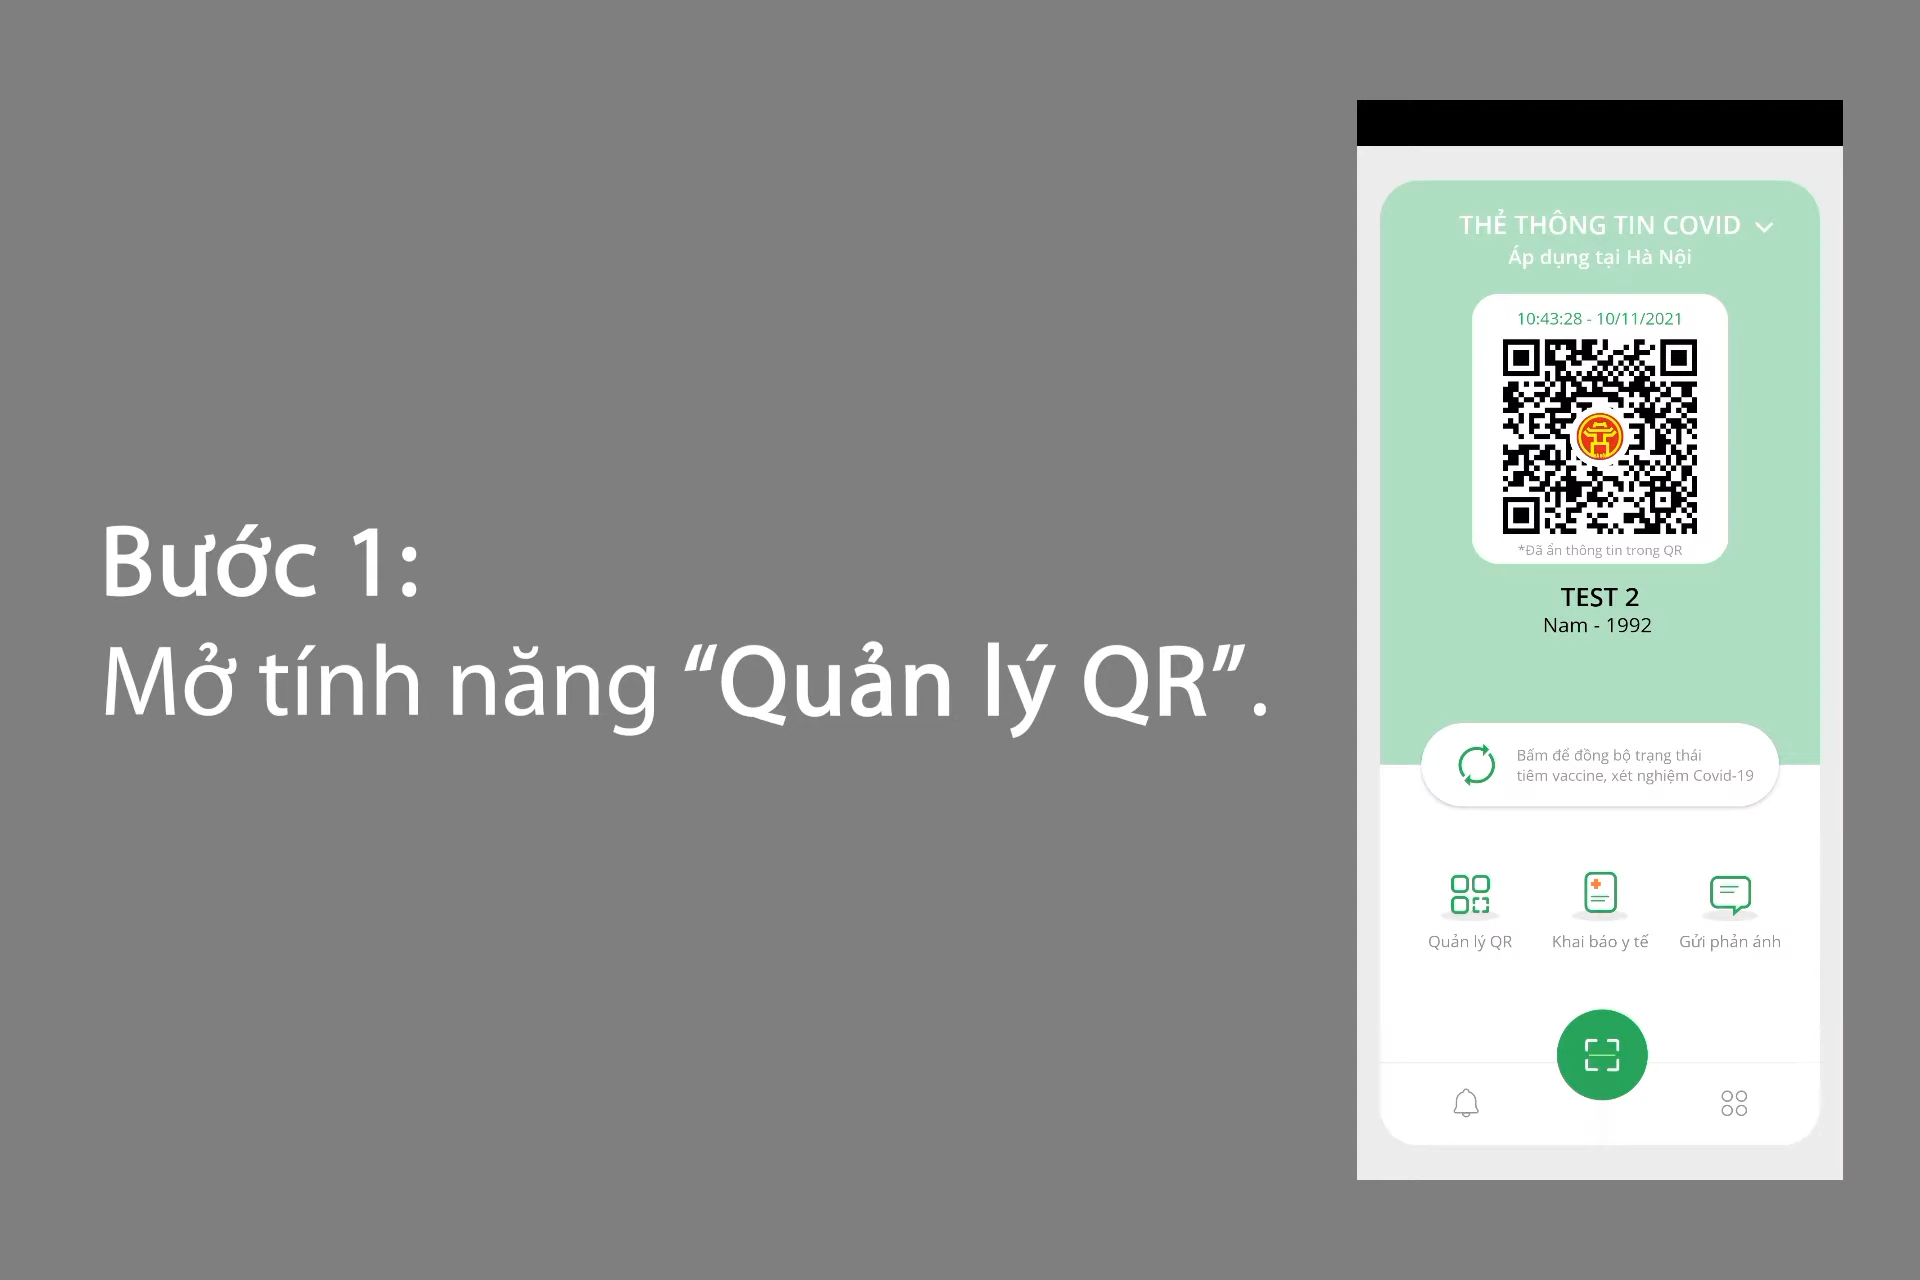 Bước 1:
Mở tính năng “Quản lý QR”.
THẺ THÔNG TIN COVID
Áp dụng tại Hà Nội
10:43:28 - 10/11/2021
*Đã ẩn thông tin trong QR
TEST 2
Nam - 1992
Bấm để đồng bộ trạng thái
tiêm vaccine, xét nghiệm Covid-19
Quản lý QR
Khai báo y tế
Gửi phản ánh